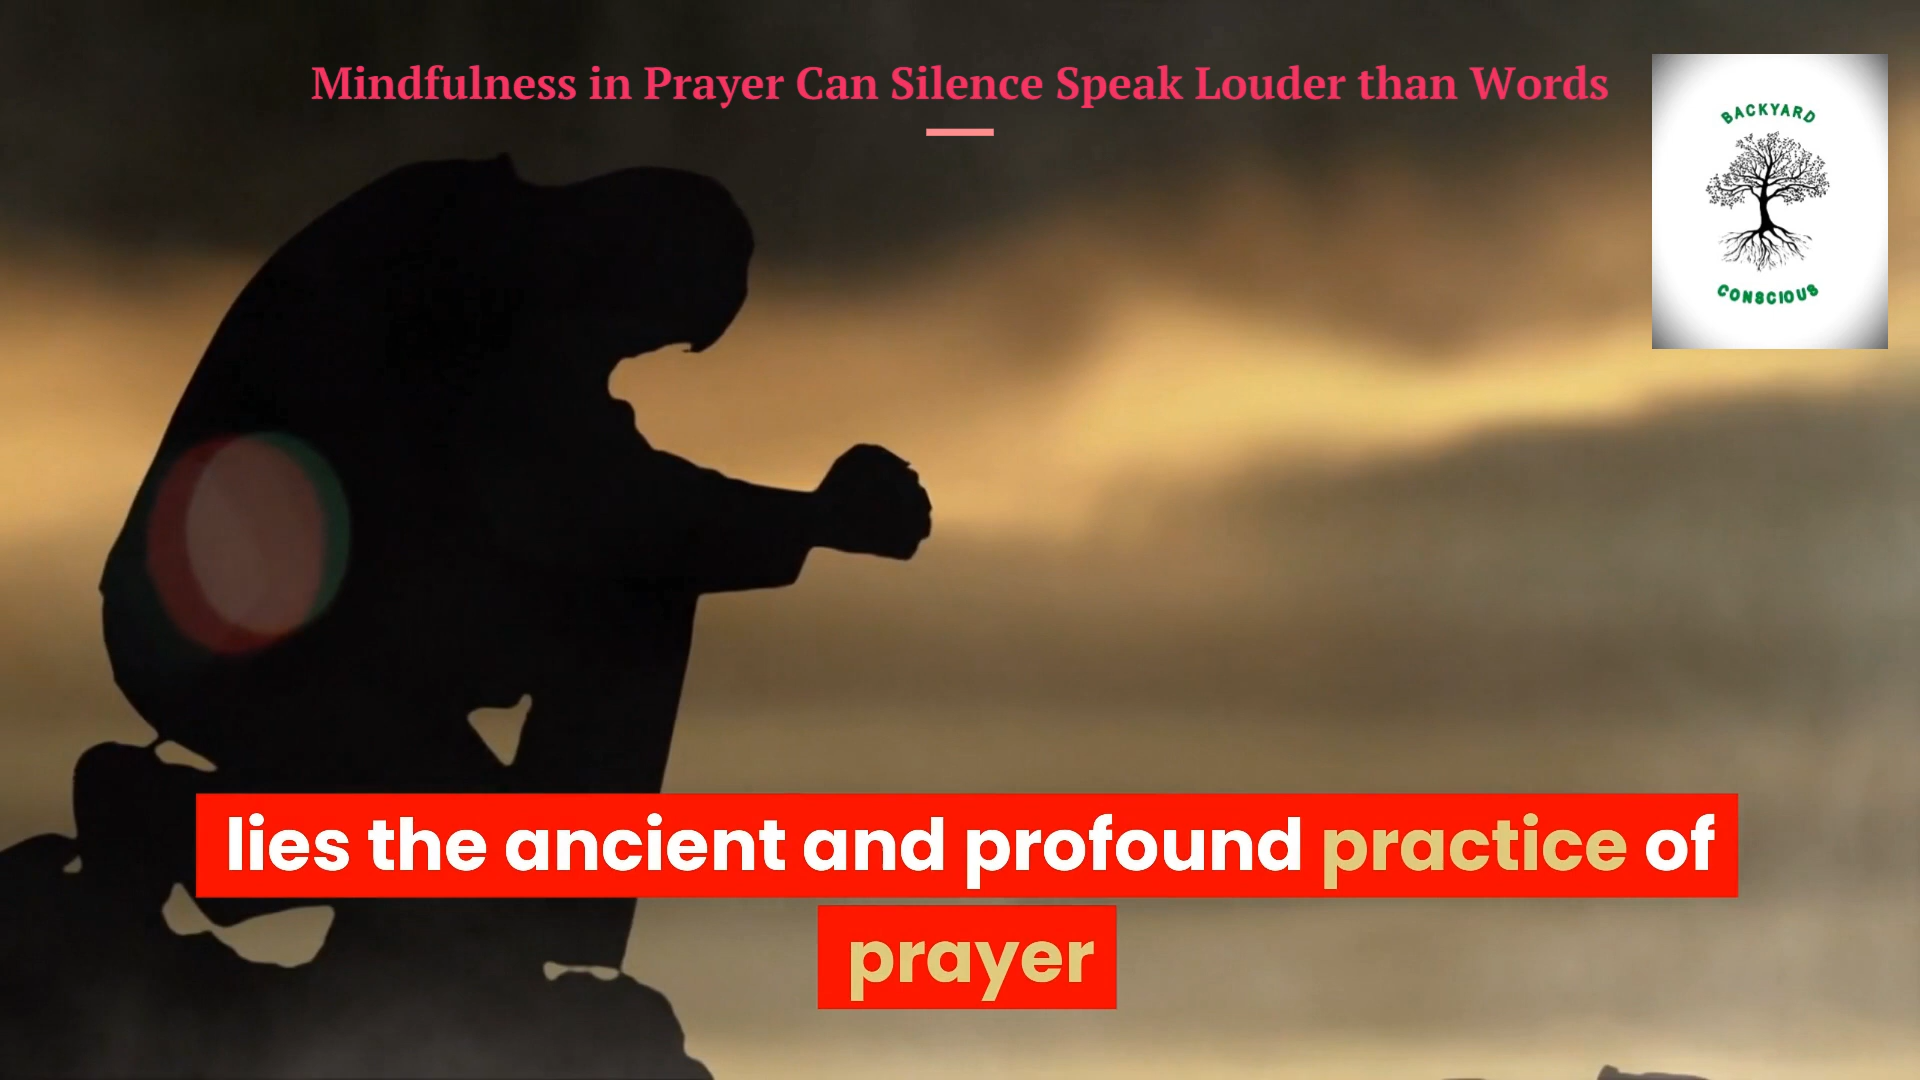 Mindfulness in Prayer Can Silence Speak Louder than Words
BACKYARD
CONSCIOUS
lies the ancient and profound practice of
prayer